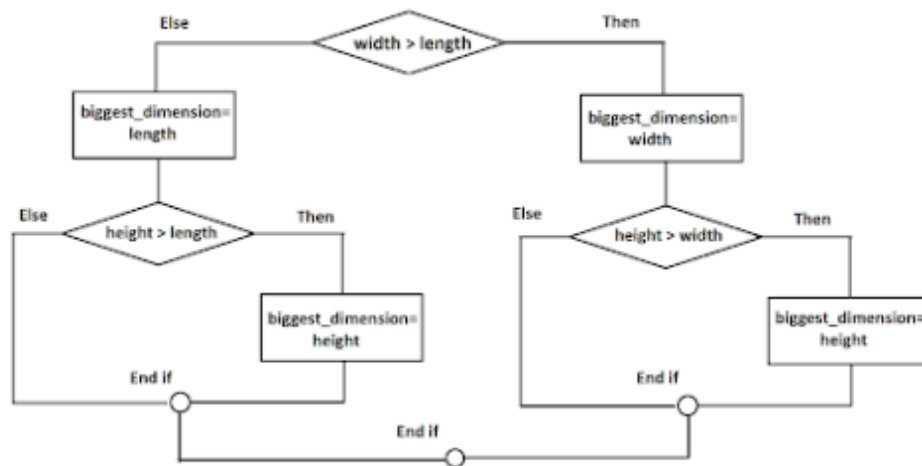 Else
width > length
Then
biggest_dimension=
length
biggest_dimension=
width
Else
height > length
Then
Else
height > width
Then
biggest_dimension=
height
biggest_dimension=
height
End if
End if
End if